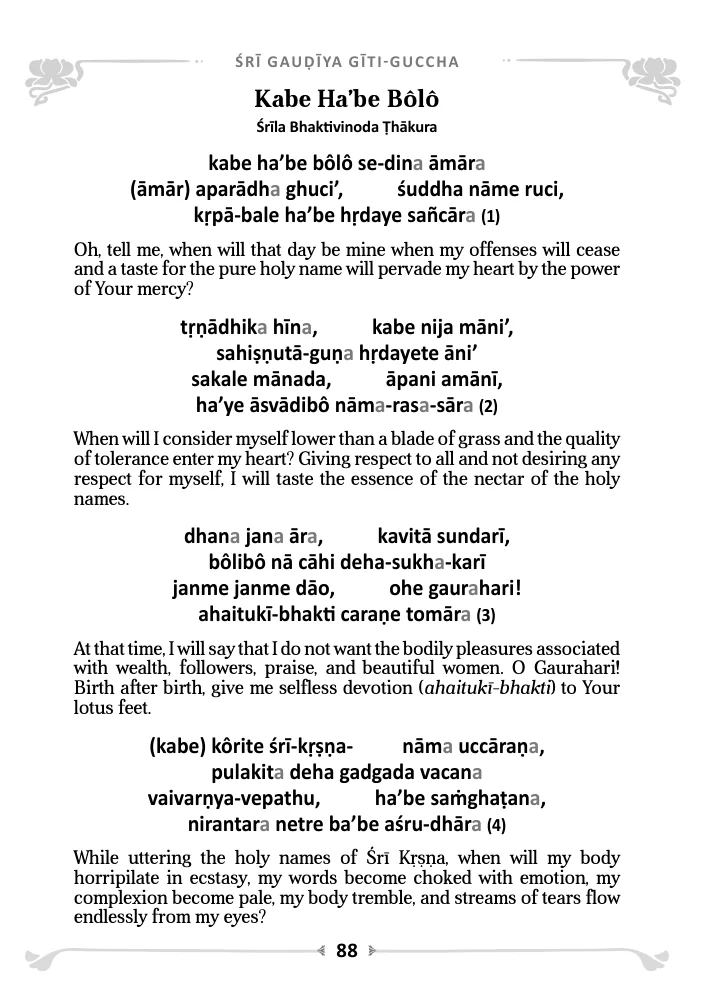 ŚRĪ GAUḌĪYA GĪTI-GUCCHA
Kabe Ha’be Bôlô
Śrīla Bhaktivinoda Ṭhākura
kabe ha’be bôlô se-dina āmāra
(āmār) aparādha ghuci’, śuddha nāme ruci,
kṛpā-bale ha’be hṛdaye sañcāra (1)
Oh, tell me, when will that day be mine when my offenses will cease
and a taste for the pure holy name will pervade my heart by the power
of Your mercy?
tṛṇādhika hīna, kabe nija māni’,
sahiṣṇutā-guṇa hṛdayete āni’
sakale mānada, āpani amānī,
ha’ye āsvādibô nāma-rasa-sāra (2)
When will I consider myself lower than a blade of grass and the quality
of tolerance enter my heart? Giving respect to all and not desiring any
respect for myself, I will taste the essence of the nectar of the holy
names.
dhana jana āra, kavitā sundarī,
bôlibô nā cāhi deha-sukha-karī
janme janme dāo, ohe gaurahari!
ahaitukī-bhakti caraṇe tomāra (3)
At that time, I will say that I do not want the bodily pleasures associated
with wealth, followers, praise, and beautiful women. O Gaurahari!
Birth after birth, give me selfless devotion (ahaitukī-bhakti) to Your
lotus feet.
(kabe) kôrite śrī-kṛṣṇa- nāma uccāraṇa,
pulakita deha gadgada vacana
vaivarṇya-vepathu, ha’be saṁghaṭana,
nirantara netre ba’be aśru-dhāra (4)
While uttering the holy names of Śrī Kṛṣṇa, when will my body
horripilate in ecstasy, my words become choked with emotion, my
complexion become pale, my body tremble, and streams of tears flow
endlessly from my eyes?
88